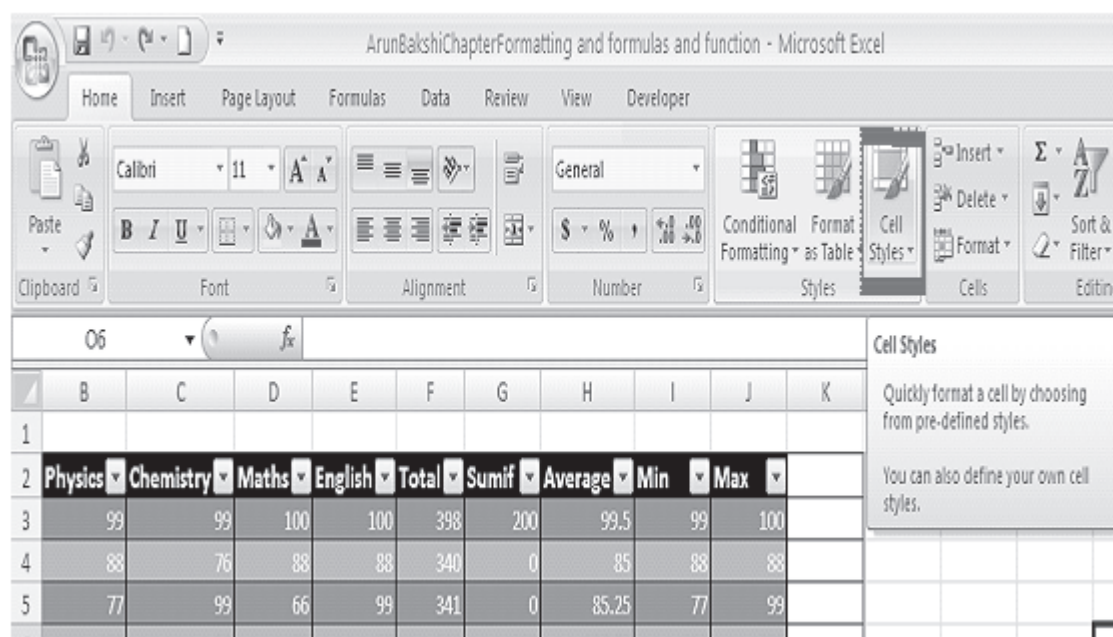 ArunBakshiChapterFormatting and formulas and function - Microsoft Excel
Home Insert Page Layout Formulas Data Review View Developer
Calibri 11 A A General Insert
Delete
Paste B I U A $ % , Conditional Formatting Format as Table Cell Styles Format Sort & Filter
Clipboard Font Alignment Number Styles Cells Editin
O6 fx
Cell Styles
Quickly format a cell by choosing
from pre-defined styles.
You can also define your own cell
styles.
B C D E F G H I J K
1
2 Physics Chemistry Maths English Total Sumif Average Min Max
3 99 99 100 100 398 200 99.5 99 100
4 88 76 88 88 340 0 85 88 88
5 77 99 66 99 341 0 85.25 77 99